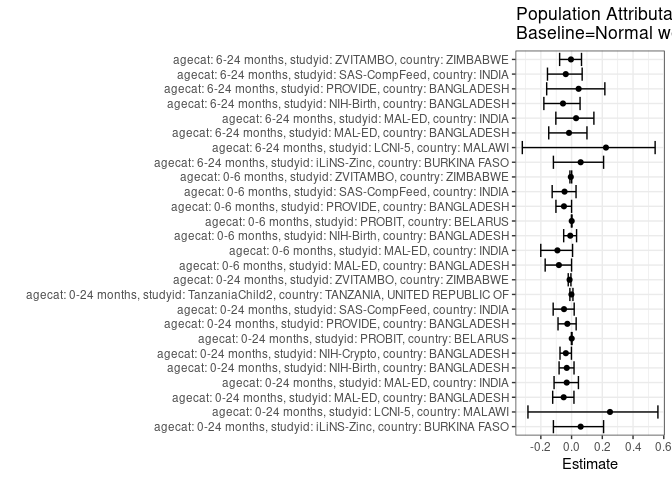 Population Attributa
Baseline=Normal w
agecat: 6-24 months, studyid: ZVITAMBO, country: ZIMBABWE
agecat: 6-24 months, studyid: SAS-CompFeed, country: INDIA
agecat: 6-24 months, studyid: PROVIDE, country: BANGLADESH
agecat: 6-24 months, studyid: NIH-Birth, country: BANGLADESH
agecat: 6-24 months, studyid: MAL-ED, country: INDIA
agecat: 6-24 months, studyid: MAL-ED, country: BANGLADESH
agecat: 6-24 months, studyid: LCNI-5, country: MALAWI
agecat: 6-24 months, studyid: iLiNS-Zinc, country: BURKINA FASO
agecat: 0-6 months, studyid: ZVITAMBO, country: ZIMBABWE
agecat: 0-6 months, studyid: SAS-CompFeed, country: INDIA
agecat: 0-6 months, studyid: PROVIDE, country: BANGLADESH
agecat: 0-6 months, studyid: PROBIT, country: BELARUS
agecat: 0-6 months, studyid: NIH-Birth, country: BANGLADESH
agecat: 0-6 months, studyid: MAL-ED, country: INDIA
agecat: 0-6 months, studyid: MAL-ED, country: BANGLADESH
agecat: 0-24 months, studyid: ZVITAMBO, country: ZIMBABWE
agecat: 0-24 months, studyid: TanzaniaChild2, country: TANZANIA, UNITED REPUBLIC OF
agecat: 0-24 months, studyid: SAS-CompFeed, country: INDIA
agecat: 0-24 months, studyid: PROVIDE, country: BANGLADESH
agecat: 0-24 months, studyid: PROBIT, country: BELARUS
agecat: 0-24 months, studyid: NIH-Crypto, country: BANGLADESH
agecat: 0-24 months, studyid: NIH-Birth, country: BANGLADESH
agecat: 0-24 months, studyid: MAL-ED, country: INDIA
agecat: 0-24 months, studyid: MAL-ED, country: BANGLADESH
agecat: 0-24 months, studyid: LCNI-5, country: MALAWI
agecat: 0-24 months, studyid: iLiNS-Zinc, country: BURKINA FASO
-0.2 0.0 0.2 0.4 0.6
Estimate